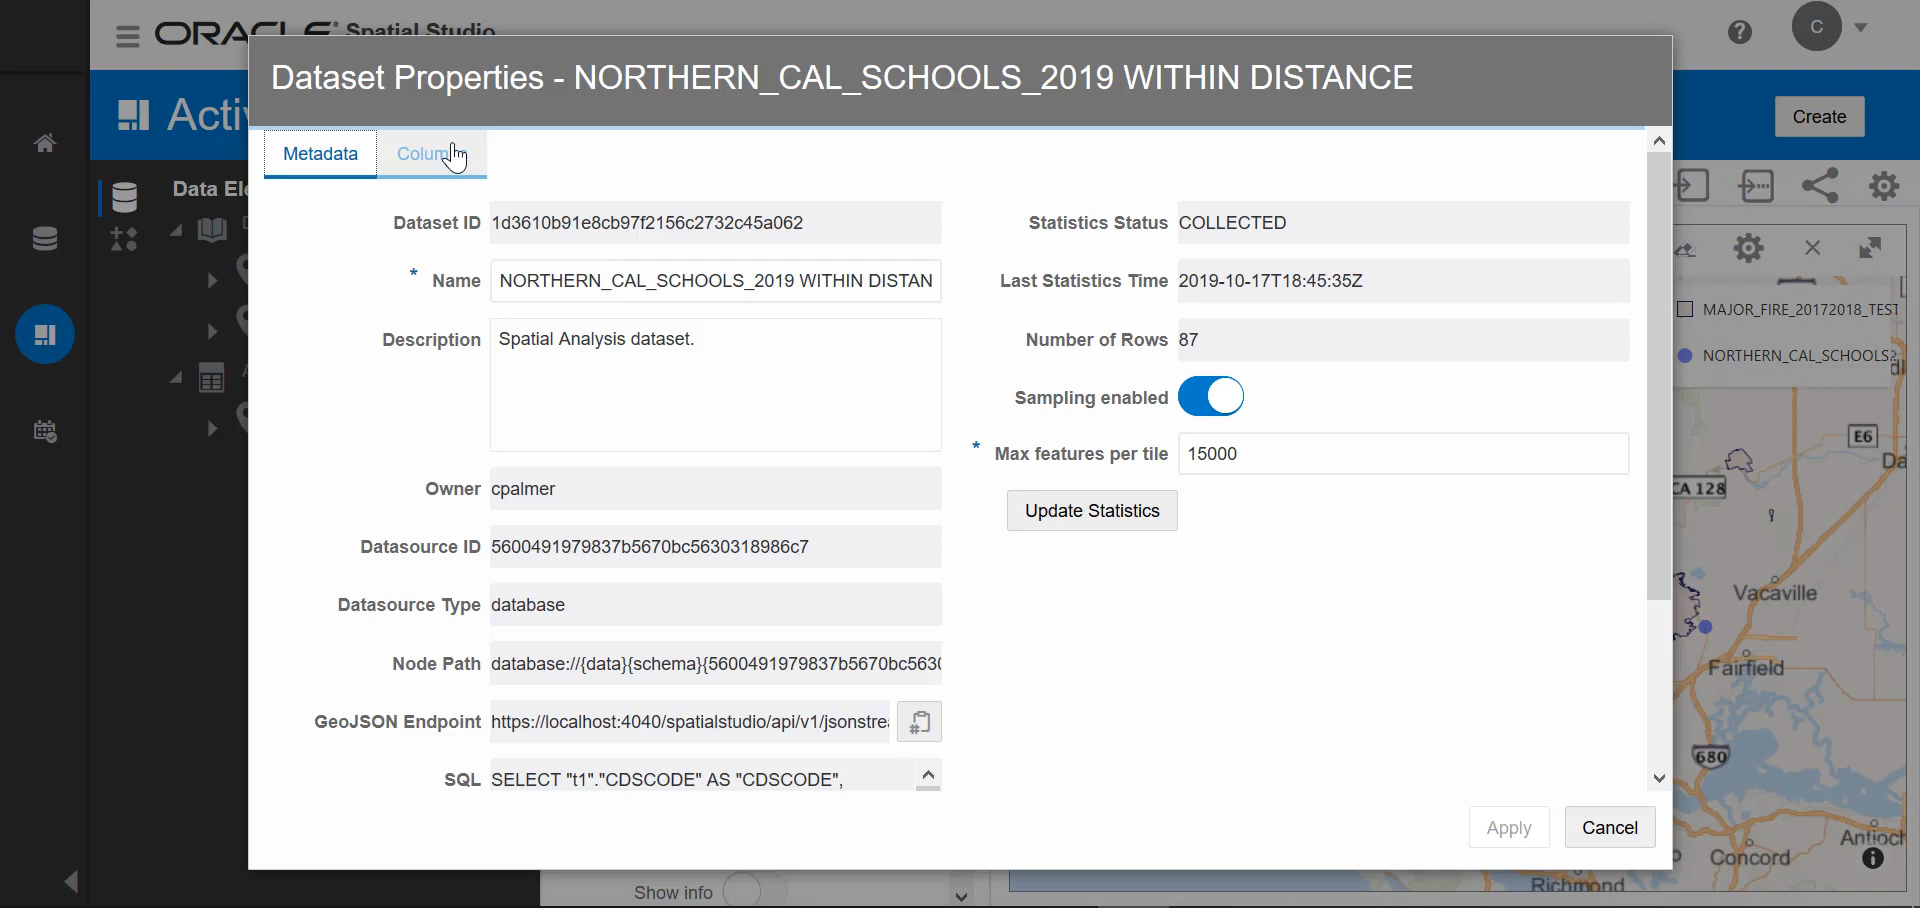 ORACLE Spatial Studio
C
Dataset Properties - NORTHERN_CAL_SCHOOLS_2019 WITHIN DISTANCE
Create
Metadata
Dataset ID 1d3610b91e8cb97f2156c2732c45a062
* Name NORTHERN_CAL_SCHOOLS_2019 WITHIN DISTAN
Description Spatial Analysis dataset.
Owner cpalmer
Datasource ID 5600491979837b5670bc5630318986c7
Datasource Type database
Node Path database://{data}{schema}{5600491979837b5670bc563
GeoJSON Endpoint https://localhost:4040/spatialstudio/api/v1/jsonstre
SQL SELECT "t1"."CDSCODE" AS "CDSCODE",
Statistics Status COLLECTED
Last Statistics Time 2019-10-17T18:45:35Z
Number of Rows 87
Sampling enabled
* Max features per tile 15000
Update Statistics
Apply Cancel
MAJOR_FIRE_20172018_TEST
NORTHERN_CAL_SCHOOLS
E6
CA 128
Vacaville
Fairfield
680
Antioch
Concord
Richmond
Show info